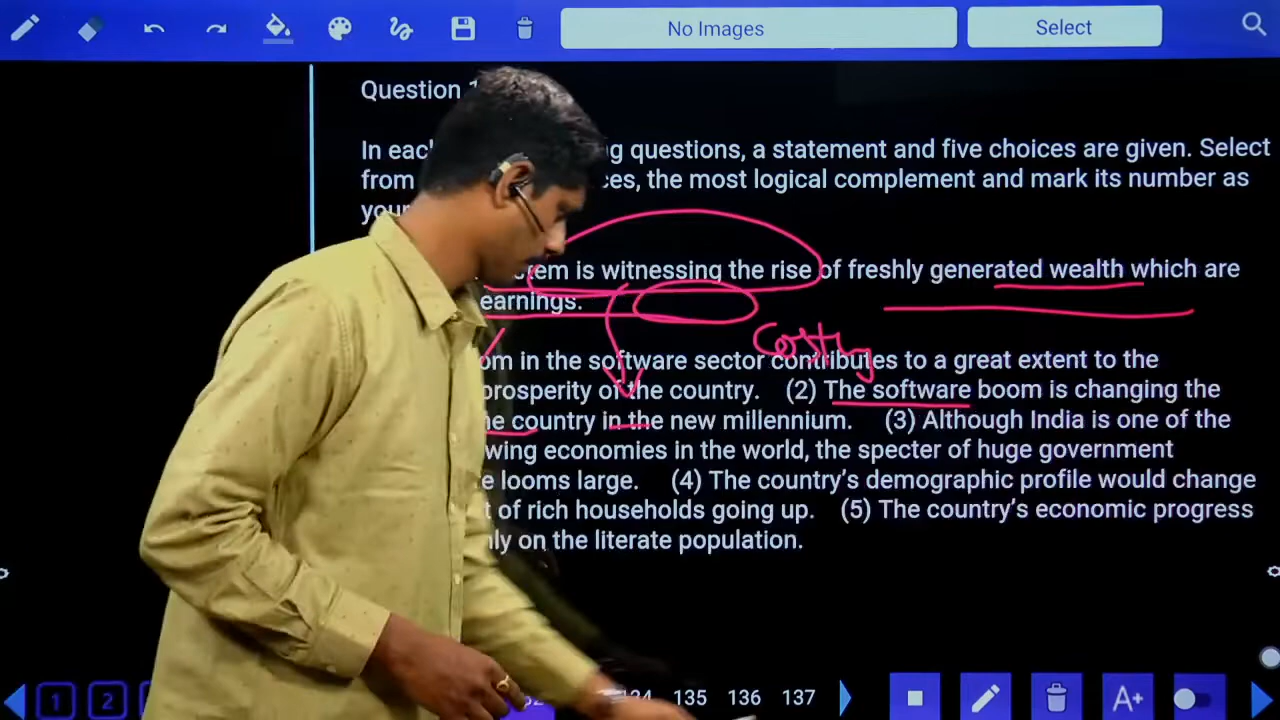 No Images
Select
Question
In each g questions, a statement and five choices are given. Select
from ces, the most logical complement and mark its number as
your
tem is witnessing the rise of freshly generated wealth which are
earnings.
Costly
om in the software sector contributes to a great extent to the
prosperity of the country. (2) The software boom is changing the
he country in the new millennium. (3) Although India is one of the
wing economies in the world, the specter of huge government
e looms large. (4) The country's demographic profile would change
t of rich households going up. (5) The country's economic progress
nly on the literate population.
1 2 134 135 136 137 A+